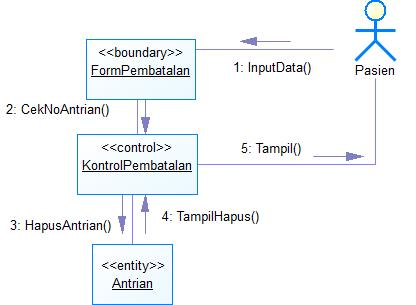 <<boundary>>
FormPembatalan
1: InputData()
Pasien
2: CekNoAntrian()
<<control>>
KontrolPembatalan
5: Tampil()
3: HapusAntrian()
4: TampilHapus()
<<entity>>
Antrian